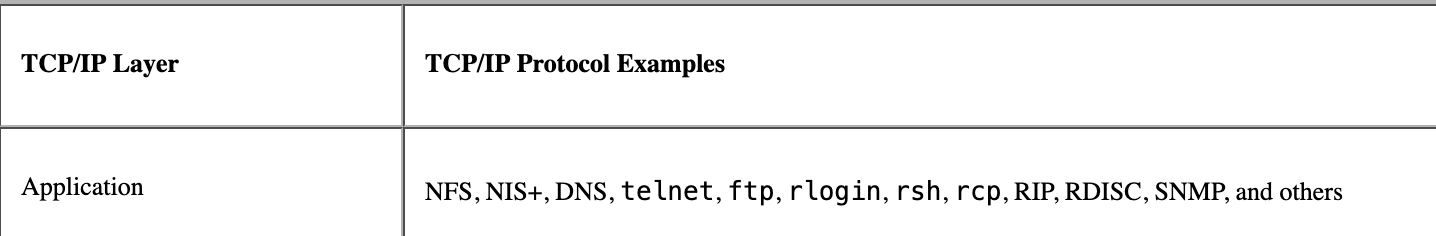 TCP/IP Layer
TCP/IP Protocol Examples
Application
NFS, NIS+, DNS, telnet, ftp, rlogin, rsh, rcp, RIP, RDISC, SNMP, and others